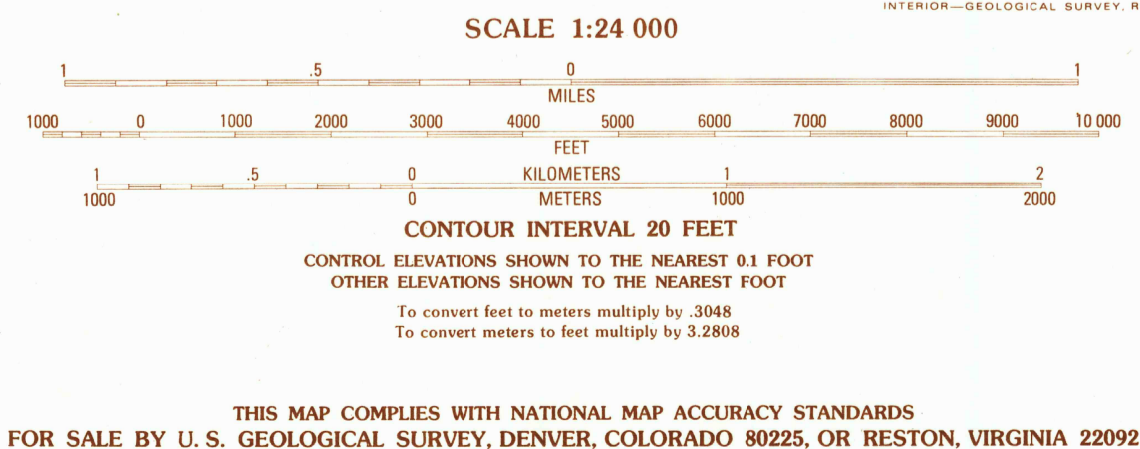 INTERIOR—GEOLOGICAL SURVEY, R
SCALE 1:24 000
1 .5 0 1
MILES
1000 0 1000 2000 3000 4000 5000 6000 7000 8000 9000 10 000
FEET
1 .5 0 KILOMETERS 1 2
1000 0 METERS 1000 2000
CONTOUR INTERVAL 20 FEET
CONTROL ELEVATIONS SHOWN TO THE NEAREST 0.1 FOOT
OTHER ELEVATIONS SHOWN TO THE NEAREST FOOT
To convert feet to meters multiply by .3048
To convert meters to feet multiply by 3.2808
THIS MAP COMPLIES WITH NATIONAL MAP ACCURACY STANDARDS
FOR SALE BY U. S. GEOLOGICAL SURVEY, DENVER, COLORADO 80225, OR RESTON, VIRGINIA 22092